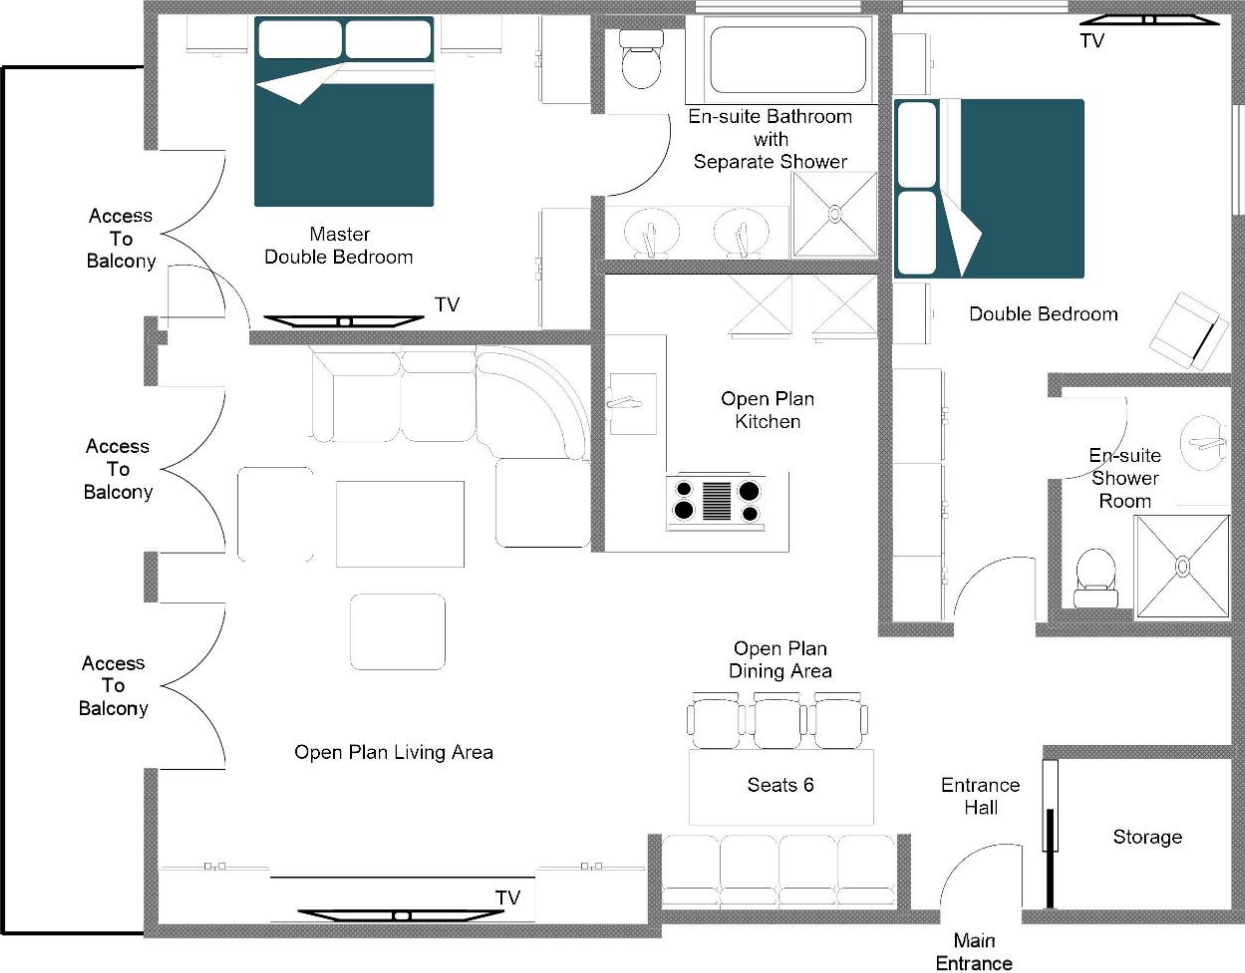 TV
En-suite Bathroom
with
Separate Shower
Access
To
Balcony
Master
Double Bedroom
TV
Double Bedroom
Open Plan
Kitchen
Access
To
Balcony
En-suite
Shower
Room
Open Plan
Dining Area
Access
To
Balcony
Open Plan Living Area
Seats 6
Entrance
Hall
Storage
TV
Main
Entrance